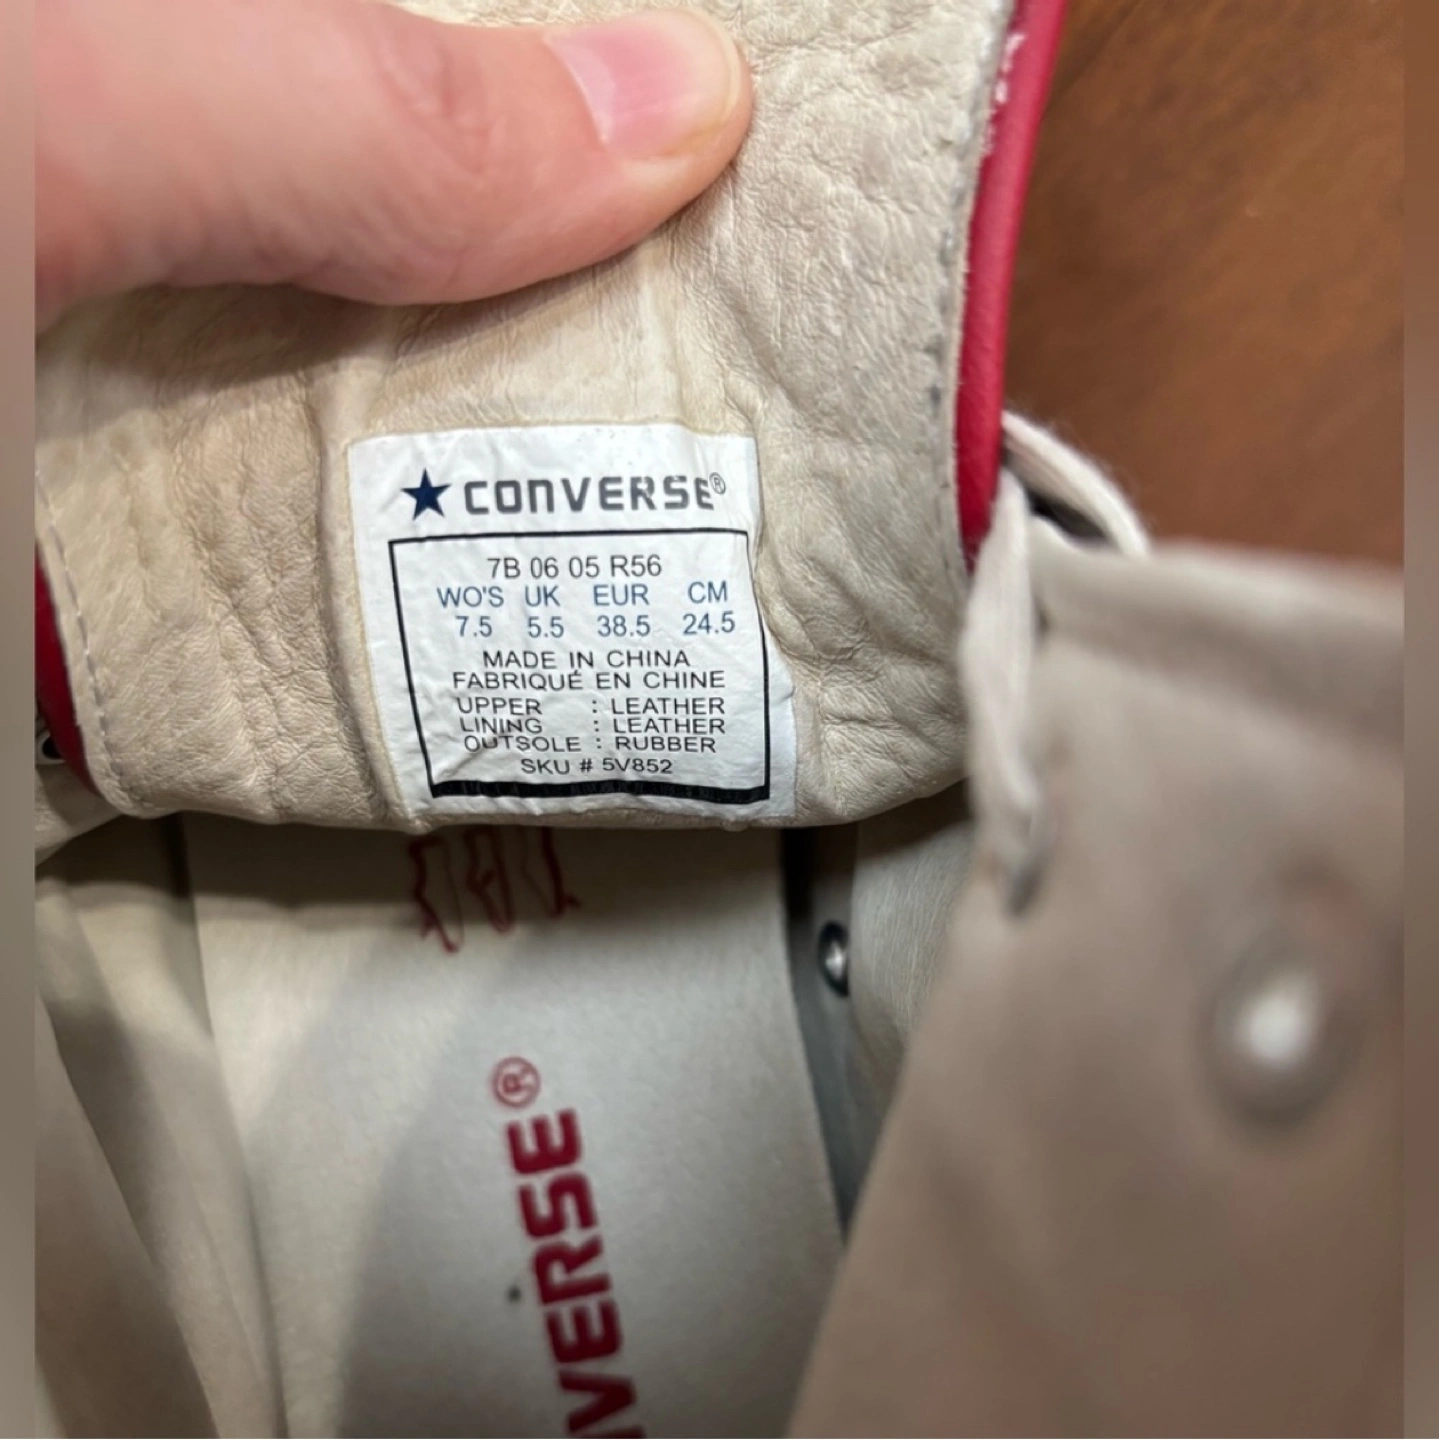 ★CONVERSE®
7B 06 05 R56
WO'S UK EUR CM
7.5 5.5 38.5 24.5
MADE IN CHINA
FABRIQUÉ EN CHINE
UPPER : LEATHER
LINING : LEATHER
OUTSOLE : RUBBER
SKU # 5V852
VERSE®